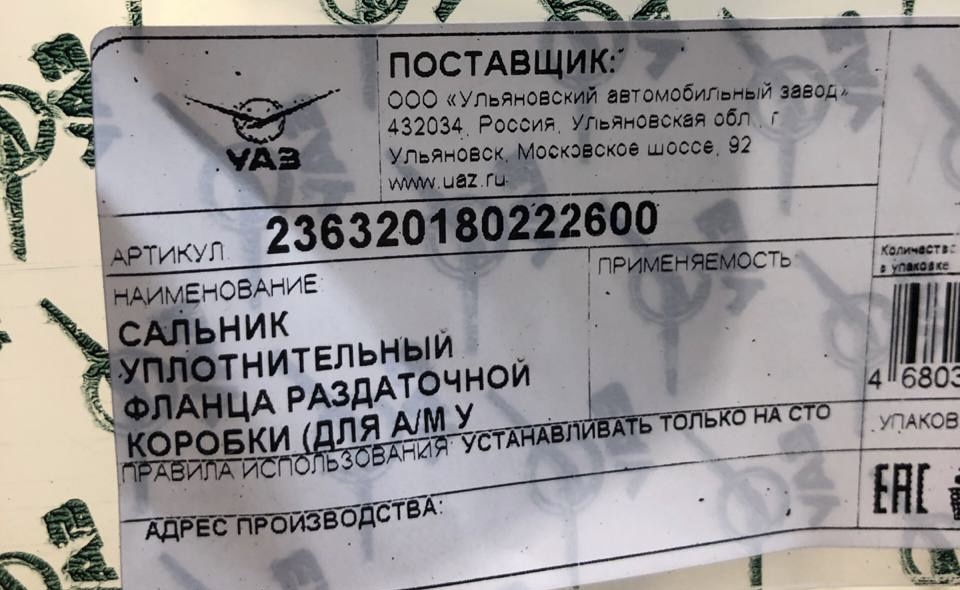 УАЗ
ПОСТАВЩИК:
ООО «Ульяновский автомобильный завод»
432034, Россия, Ульяновская обл., г
Ульяновск, Московское шоссе, 92
www.uaz.ru
АРТИКУЛ 236320180222600
НАИМЕНОВАНИЕ
САЛЬНИК
УПЛОТНИТЕЛЬНЫЙ
ФЛАНЦА РАЗДАТОЧНОЙ
КОРОБКИ (ДЛЯ А/М У
ПРИМЕНЯЕМОСТЬ
Количество
в упаковке
4 6803
ПРАВИЛА ИСПОЛЬЗОВАНИЯ УСТАНАВЛИВАТЬ ТОЛЬКО НА СТО
УПАКОВ
АДРЕС ПРОИЗВОДСТВА:
EAC